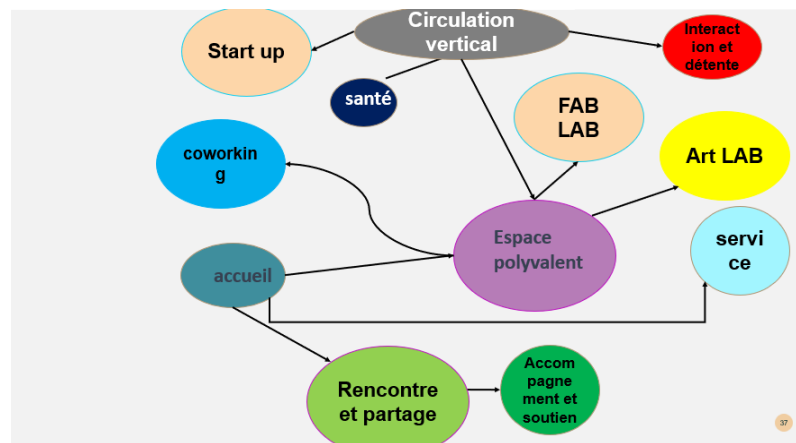 Circulation
vertical
Start up
Interact
ion et
détente
santé
FAB
LAB
coworkin
g
Art LAB
Espace
polyvalent
servi
ce
accueil
Rencontre
et partage
Accom
pagne
ment et
soutien
37